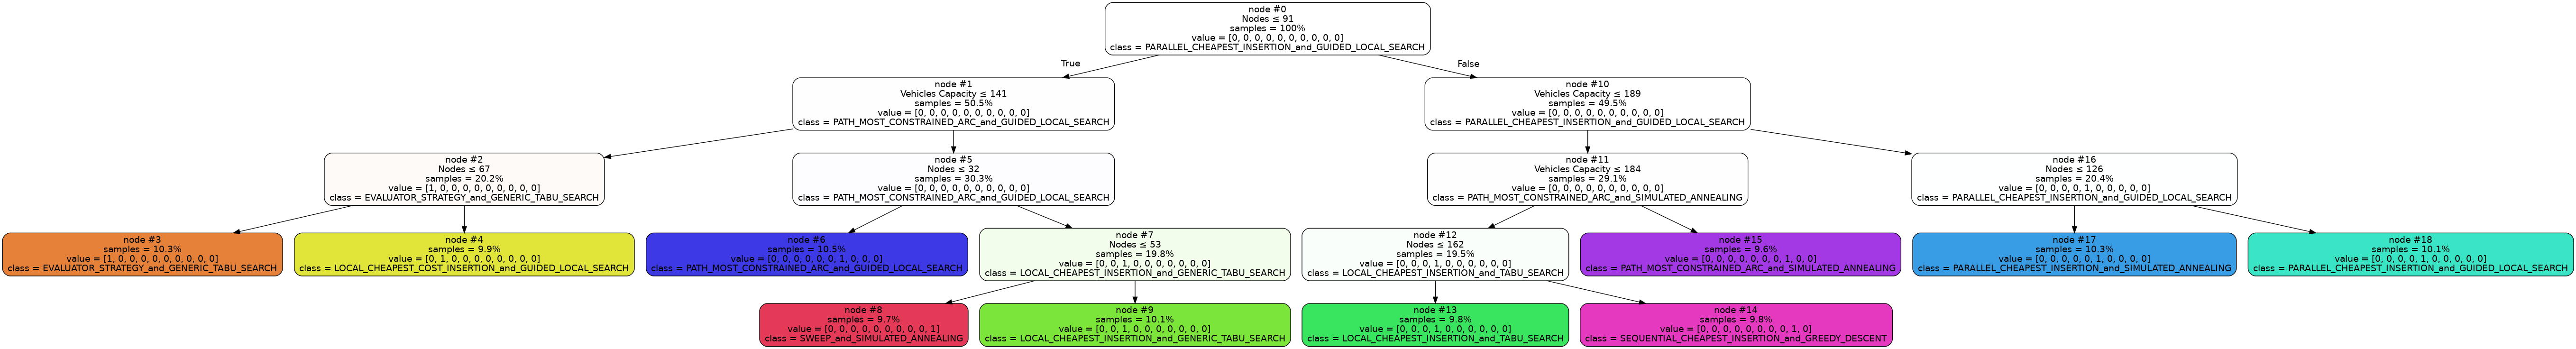 node #0
Nodes ≤ 91
samples = 100%
value = [0, 0, 0, 0, 0, 0, 0, 0, 0, 0]
class = PARALLEL_CHEAPEST_INSERTION_and_GUIDED_LOCAL_SEARCH
True
False
node #1
Vehicles Capacity ≤ 141
samples = 50.5%
value = [0, 0, 0, 0, 0, 0, 0, 0, 0, 0]
class = PATH_MOST_CONSTRAINED_ARC_and_GUIDED_LOCAL_SEARCH
node #10
Vehicles Capacity ≤ 189
samples = 49.5%
value = [0, 0, 0, 0, 0, 0, 0, 0, 0, 0]
class = PARALLEL_CHEAPEST_INSERTION_and_GUIDED_LOCAL_SEARCH
node #2
Nodes ≤ 67
samples = 20.2%
value = [1, 0, 0, 0, 0, 0, 0, 0, 0, 0]
class = EVALUATOR_STRATEGY_and_GENERIC_TABU_SEARCH
node #5
Nodes ≤ 32
samples = 30.3%
value = [0, 0, 0, 0, 0, 0, 0, 0, 0, 0]
class = PATH_MOST_CONSTRAINED_ARC_and_GUIDED_LOCAL_SEARCH
node #11
Vehicles Capacity ≤ 184
samples = 29.1%
value = [0, 0, 0, 0, 0, 0, 0, 0, 0, 0]
class = PATH_MOST_CONSTRAINED_ARC_and_SIMULATED_ANNEALING
node #16
Nodes ≤ 126
samples = 20.4%
value = [0, 0, 0, 0, 1, 0, 0, 0, 0, 0]
class = PARALLEL_CHEAPEST_INSERTION_and_GUIDED_LOCAL_SEARCH
node #3
samples = 10.3%
value = [1, 0, 0, 0, 0, 0, 0, 0, 0, 0]
class = EVALUATOR_STRATEGY_and_GENERIC_TABU_SEARCH
node #4
samples = 9.9%
value = [0, 1, 0, 0, 0, 0, 0, 0, 0, 0]
class = LOCAL_CHEAPEST_COST_INSERTION_and_GUIDED_LOCAL_SEARCH
node #6
samples = 10.5%
value = [0, 0, 0, 0, 0, 0, 1, 0, 0, 0]
class = PATH_MOST_CONSTRAINED_ARC_and_GUIDED_LOCAL_SEARCH
node #7
Nodes ≤ 53
samples = 19.8%
value = [0, 0, 1, 0, 0, 0, 0, 0, 0, 0]
class = LOCAL_CHEAPEST_INSERTION_and_GENERIC_TABU_SEARCH
node #12
Nodes ≤ 162
samples = 19.5%
value = [0, 0, 0, 1, 0, 0, 0, 0, 0, 0]
class = LOCAL_CHEAPEST_INSERTION_and_TABU_SEARCH
node #15
samples = 9.6%
value = [0, 0, 0, 0, 0, 0, 0, 1, 0, 0]
class = PATH_MOST_CONSTRAINED_ARC_and_SIMULATED_ANNEALING
node #17
samples = 10.3%
value = [0, 0, 0, 0, 0, 1, 0, 0, 0, 0]
class = PARALLEL_CHEAPEST_INSERTION_and_SIMULATED_ANNEALING
node #18
samples = 10.1%
value = [0, 0, 0, 0, 1, 0, 0, 0, 0, 0]
class = PARALLEL_CHEAPEST_INSERTION_and_GUIDED_LOCAL_SEARCH
node #8
samples = 9.7%
value = [0, 0, 0, 0, 0, 0, 0, 0, 0, 1]
class = SWEEP_and_SIMULATED_ANNEALING
node #9
samples = 10.1%
value = [0, 0, 1, 0, 0, 0, 0, 0, 0, 0]
class = LOCAL_CHEAPEST_INSERTION_and_GENERIC_TABU_SEARCH
node #13
samples = 9.8%
value = [0, 0, 0, 1, 0, 0, 0, 0, 0, 0]
class = LOCAL_CHEAPEST_INSERTION_and_TABU_SEARCH
node #14
samples = 9.8%
value = [0, 0, 0, 0, 0, 0, 0, 0, 1, 0]
class = SEQUENTIAL_CHEAPEST_INSERTION_and_GREEDY_DESCENT